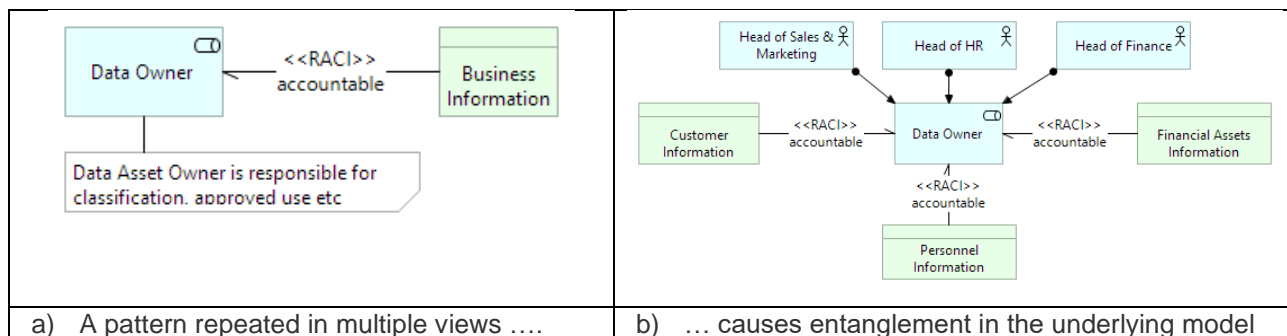 Data Owner
<<RACI>>
accountable
Business
Information
Data Asset Owner is responsible for
classification, approved use etc
Head of Sales &
Marketing
Head of HR
Head of Finance
Customer
Information
<<RACI>>
accountable
Data Owner
<<RACI>>
accountable
Financial Assets
Information
<<RACI>>
accountable
Personnel
Information
a) A pattern repeated in multiple views ....
b) ... causes entanglement in the underlying model